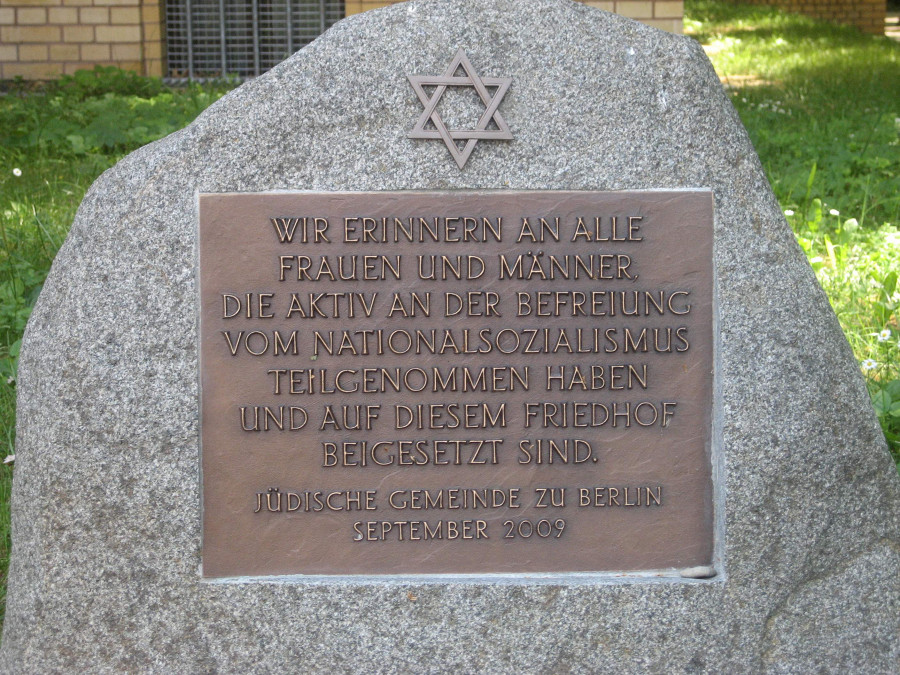 WIR ERINNERN AN ALLE
FRAUEN UND MÄNNER,
DIE AKTIV AN DER BEFREIUNG
VOM NATIONALSOZIALISMUS
TEILGENOMMEN HABEN
UND AUF DIESEM FRIEDHOF
BEIGESETZT SIND.
JÜDISCHE GEMEINDE ZU BERLIN
SEPTEMBER 2009